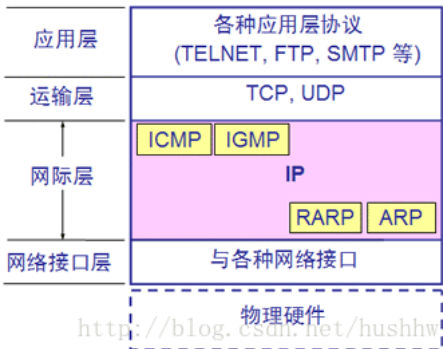 应用层
各种应用层协议
(TELNET, FTP, SMTP 等)
运输层
TCP, UDP
网际层
ICMP
IGMP
IP
RARP
ARP
网络接口层
与各种网络接口
物理硬件
http://blog.csdn.net/hushhw